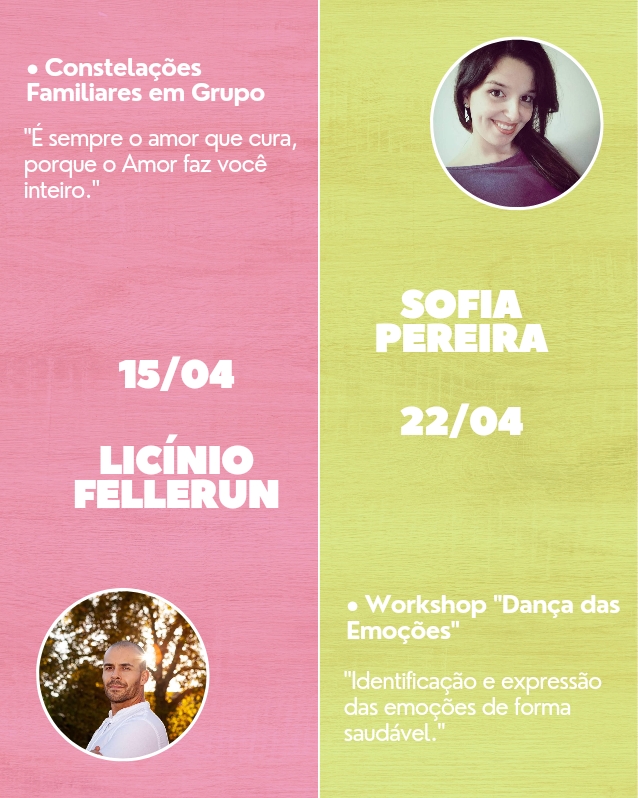 ● Constelações
Familiares em Grupo
"É sempre o amor que cura,
porque o Amor faz você
inteiro."
15/04
LICÍNIO
FELLERUN
SOFIA
PEREIRA
22/04
● Workshop "Dança das
Emoções"
"Identificação e expressão
das emoções de forma
saudável."